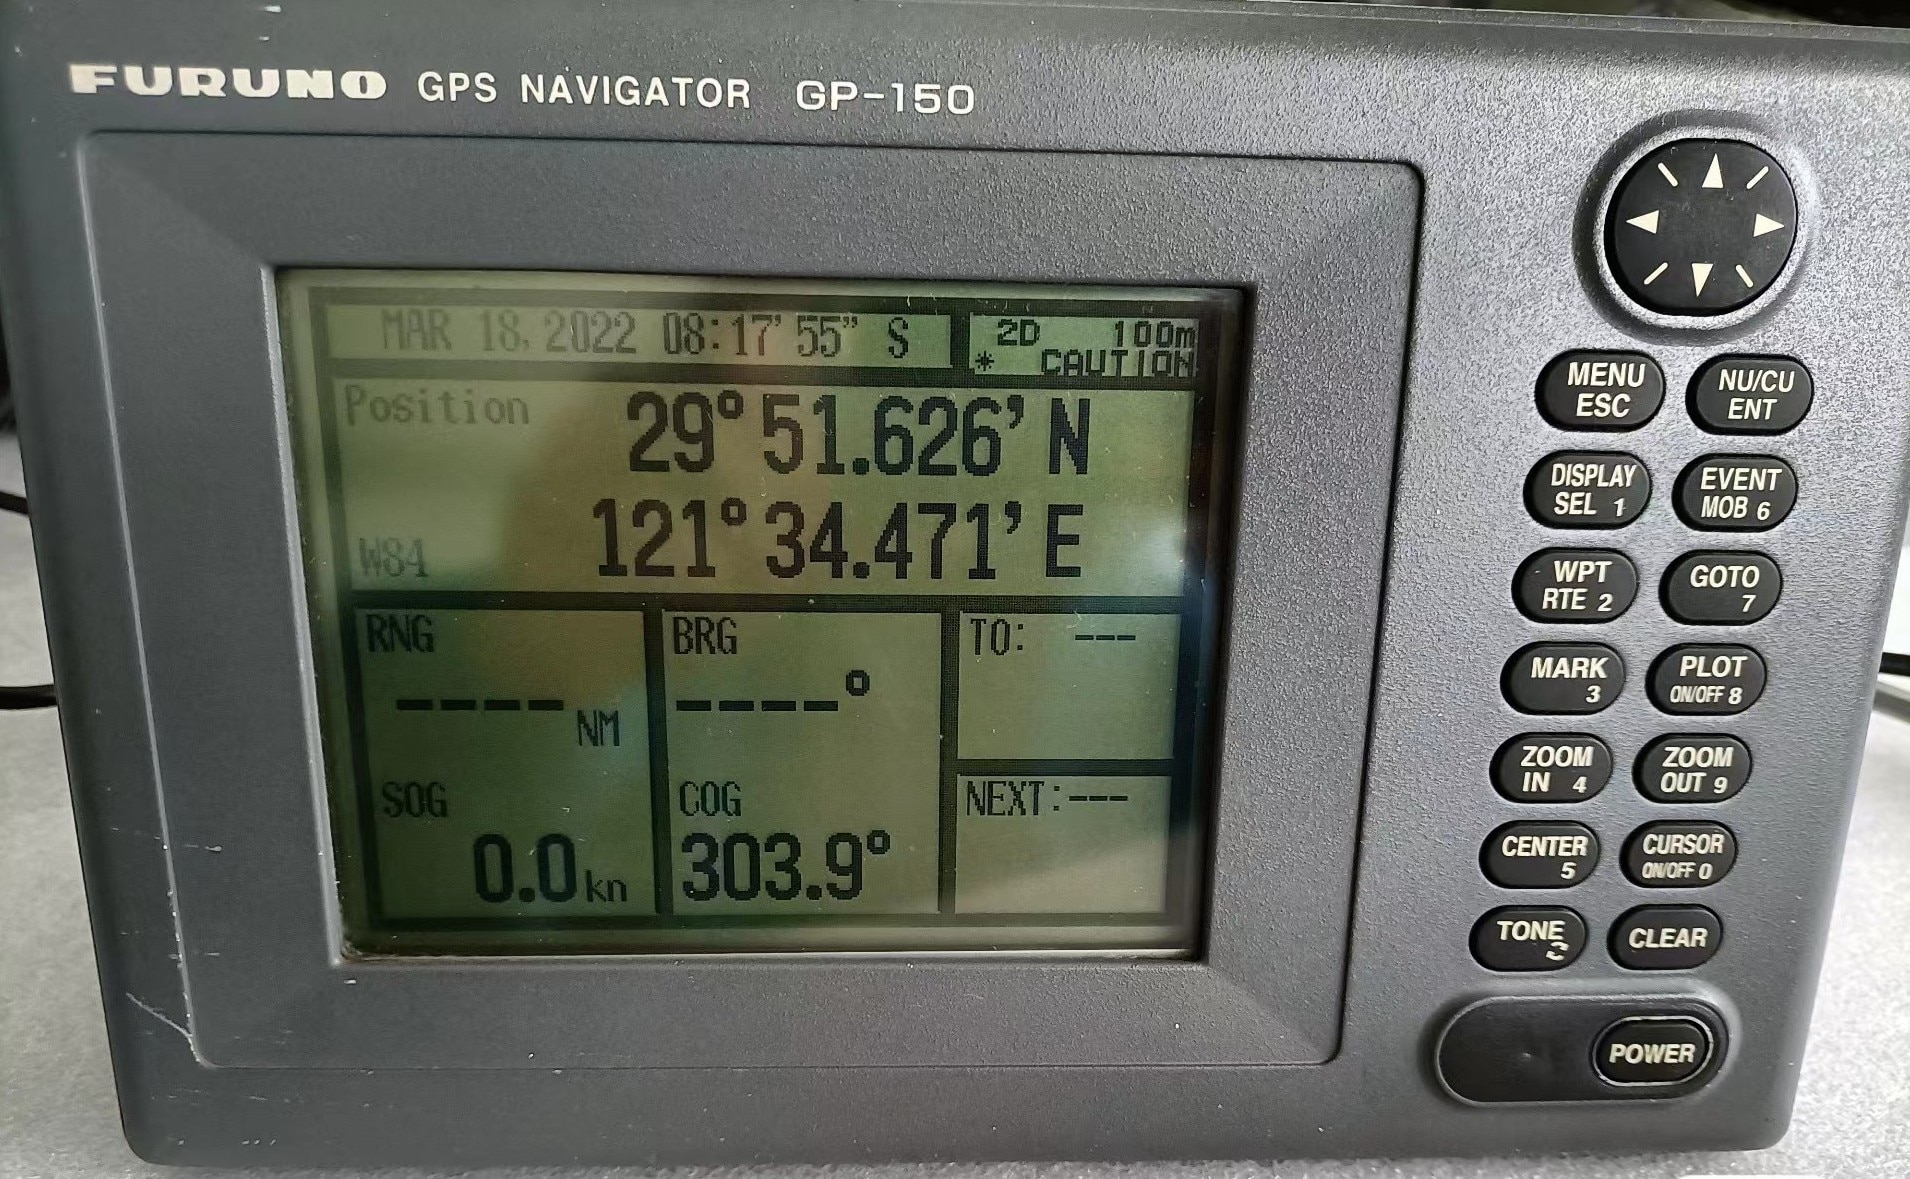 FURUNO GPS NAVIGATOR GP-150
MAR 18, 2022 08:17'55" S
2D 100m
* CAUTION
Position 29°51.626' N
W84 121°34.471' E
RNG
----NM
BRG
----°
TO: ---
SOG
0.0kn
COG
303.9°
NEXT:---
MENU
ESC
NU/CU
ENT
DISPLAY
SEL 1
EVENT
MOB 6
WPT
RTE 2
GOTO
7
MARK
3
PLOT
ON/OFF 8
ZOOM
IN 4
ZOOM
OUT 9
CENTER
5
CURSOR
ON/OFF 0
TONE
CLEAR
POWER